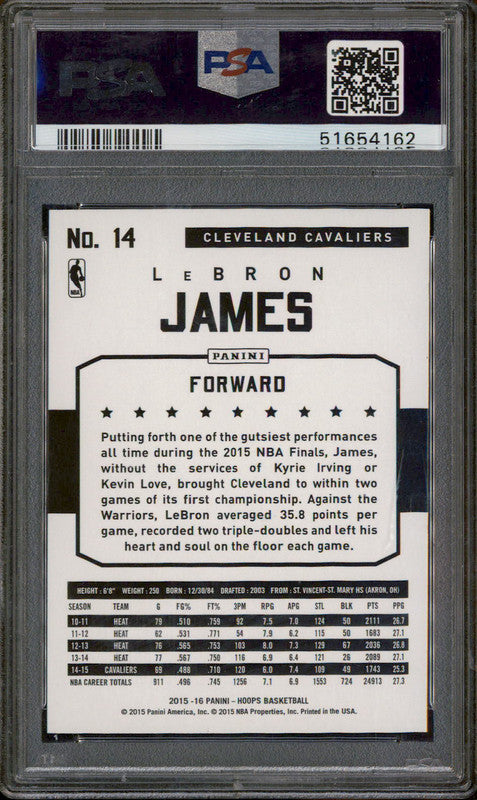 PSA
PSA
51654162
No. 14
CLEVELAND CAVALIERS
NBA
LeBRON
JAMES
PANINI
FORWARD
Putting forth one of the gutsiest performances
all time during the 2015 NBA Finals, James,
without the services of Kyrie Irving or
Kevin Love, brought Cleveland to within two
games of its first championship. Against the
Warriors, LeBron averaged 35.8 points per
game, recorded two triple-doubles and left his
heart and soul on the floor each game.
HEIGHT: 6'8" WEIGHT: 250 BORN: 12/30/84 DRAFTED: 2003 FROM: ST. VINCENT-ST. MARY HS (AKRON, OH)
SEASON TEAM G FG% FT% 3PM RPG APG STL BLK PTS PPG
10-11 HEAT 79 .510 .759 92 7.5 7.0 124 50 2111 26.7
11-12 HEAT 62 .531 .771 54 7.9 6.2 115 50 1683 27.1
12-13 HEAT 76 .565 .753 103 8.0 7.3 129 67 2036 26.8
13-14 HEAT 77 .567 .750 116 6.9 6.4 121 26 2089 27.1
14-15 CAVALIERS 69 .488 .710 120 6.0 7.4 109 49 1743 25.3
NBA CAREER TOTALS 911 .496 .745 1256 7.1 6.9 1553 724 24913 27.3
2015-16 PANINI - HOOPS BASKETBALL
© 2015 Panini America, Inc. © 2015 NBA Properties, Inc. Printed in the USA.